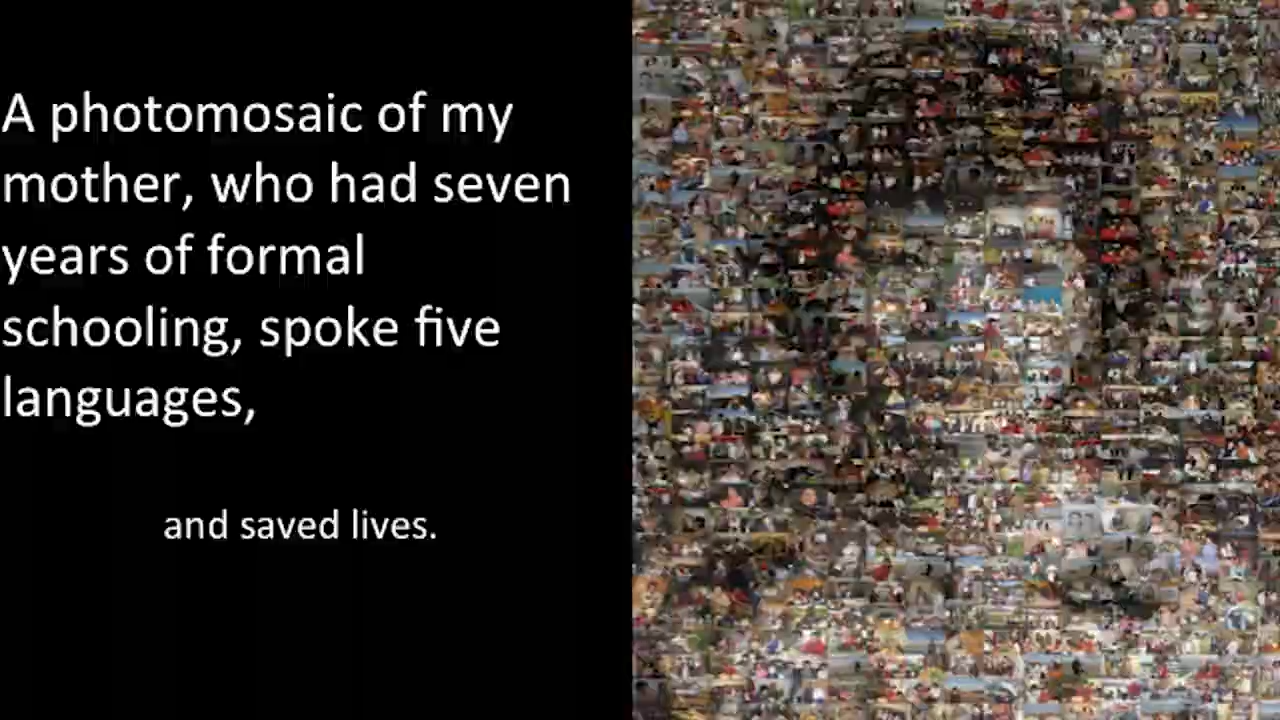 A photomosaic of my
mother, who had seven
years of formal
schooling, spoke five
languages,
and saved lives.